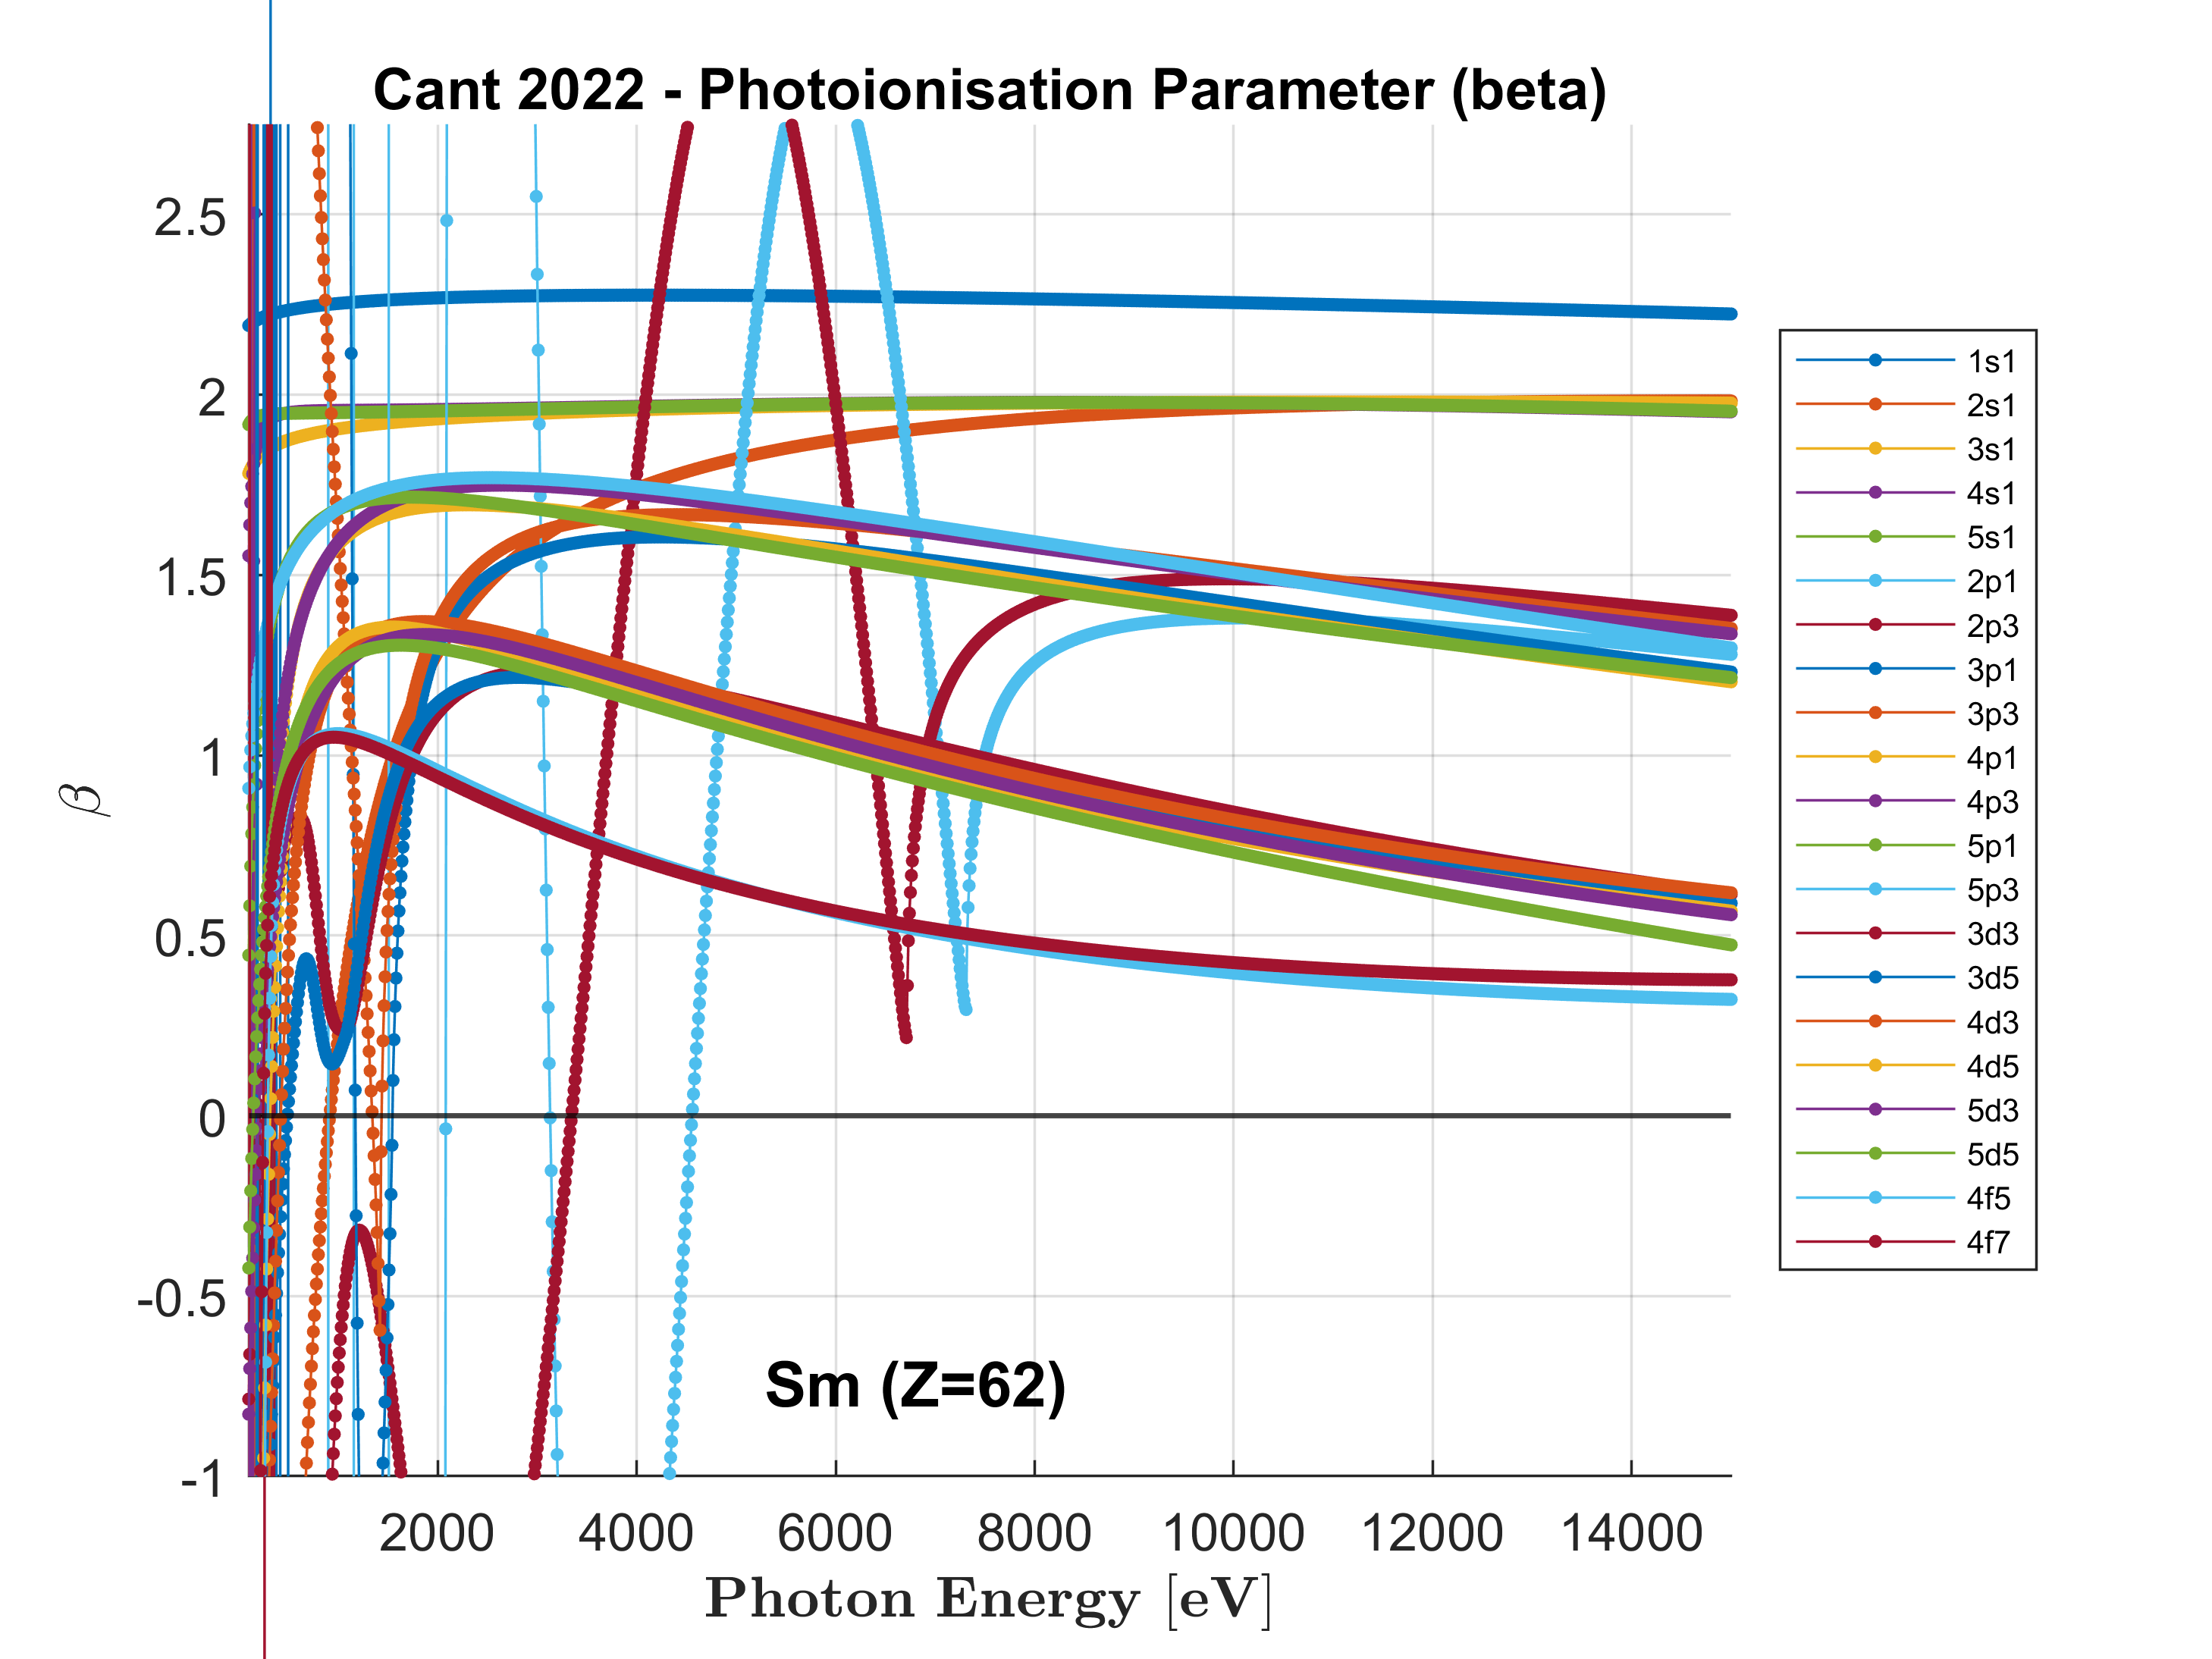 Cant 2022 - Photoionisation Parameter (beta)
2.5
2
1.5
1
0.5
0
-0.5
-1
β
2000 4000 6000 8000 10000 12000 14000
Photon Energy [eV]
Sm (Z=62)
1s1
2s1
3s1
4s1
5s1
2p1
2p3
3p1
3p3
4p1
4p3
5p1
5p3
3d3
3d5
4d3
4d5
5d3
5d5
4f5
4f7